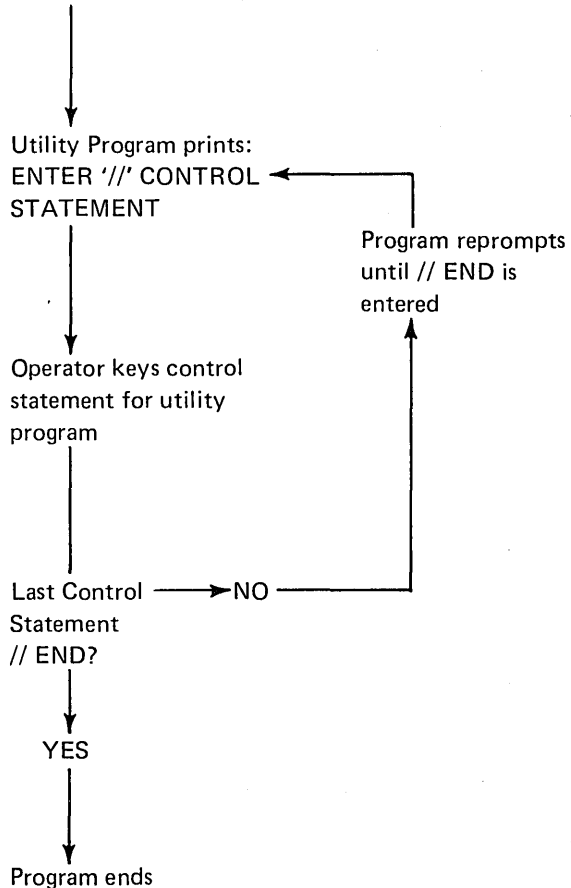 Utility Program prints:
ENTER '//' CONTROL
STATEMENT
Program reprompts
until // END is
entered
Operator keys control
statement for utility
program
Last Control
Statement
// END?
NO
YES
Program ends